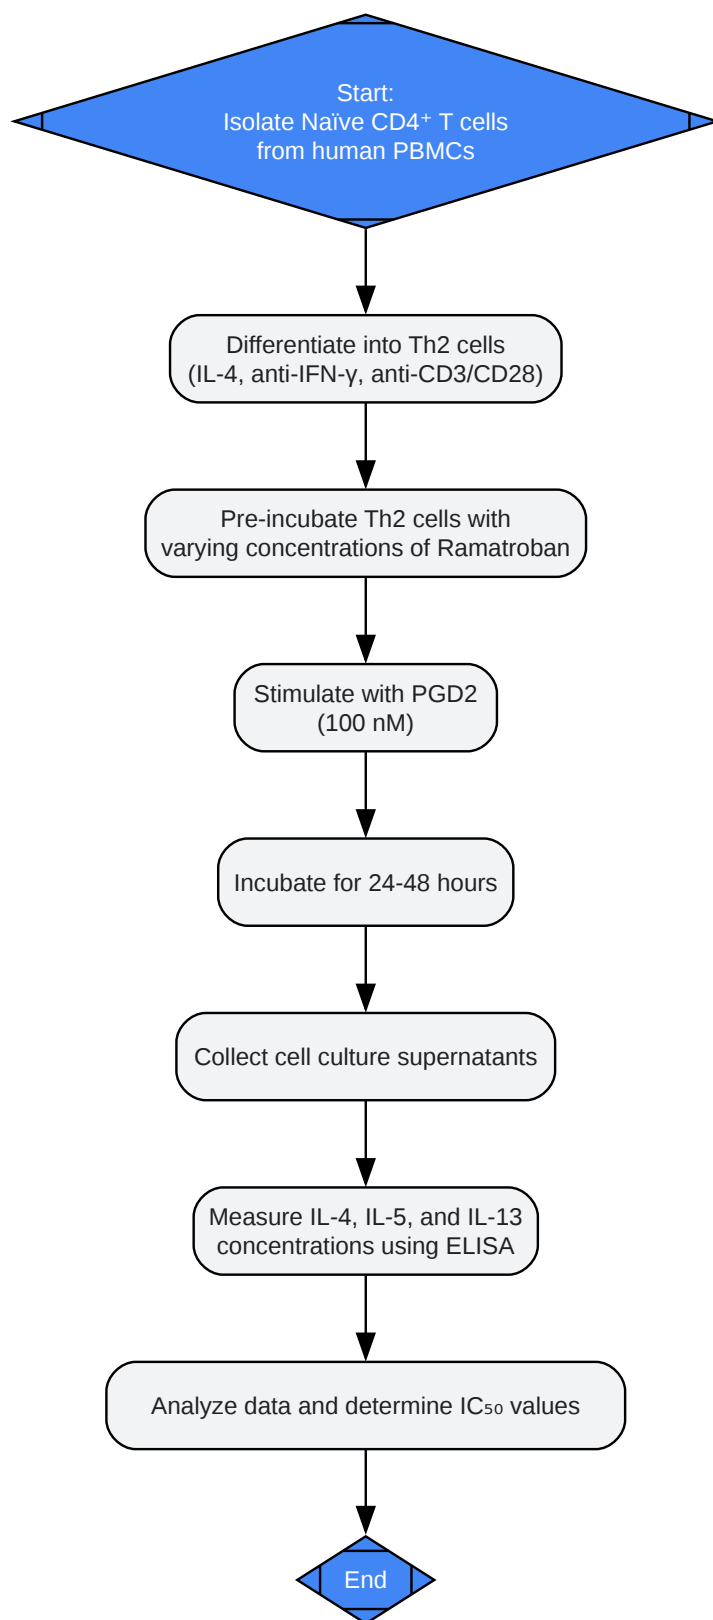 Start:
Isolate Naïve CD4⁺ T cells
from human PBMCs
Differentiate into Th2 cells
(IL-4, anti-IFN-γ, anti-CD3/CD28)
Pre-incubate Th2 cells with
varying concentrations of Ramatroban
Stimulate with PGD2
(100 nM)
Incubate for 24-48 hours
Collect cell culture supernatants
Measure IL-4, IL-5, and IL-13
concentrations using ELISA
Analyze data and determine IC₅₀ values
End